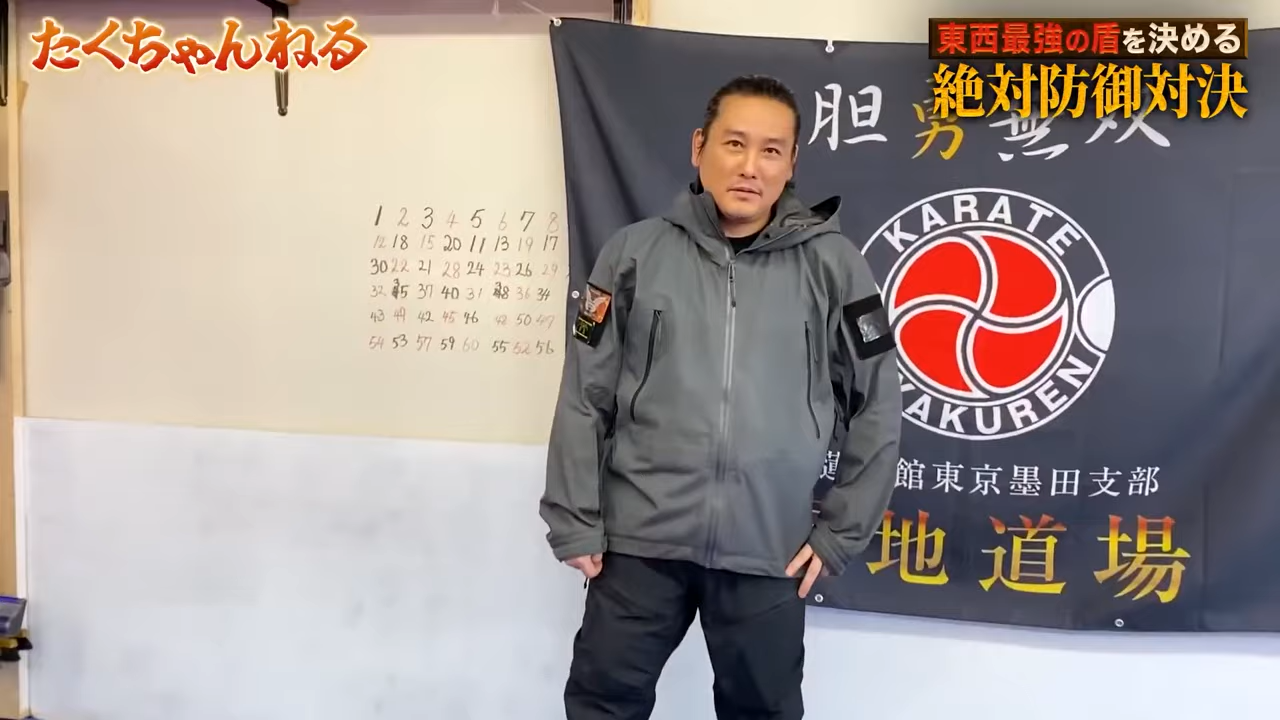 たくちゃんねる
東西最強の盾を決める
絶対防御対決
胆勇無双
KARATE
1 2 3 4 5 6 7 8
12 18 15 20 11 13 19 17
30 22 21 28 24 23 26 29
32 35 37 40 31 38 36 34
43 49 42 45 46 48 50 47
54 53 57 59 60 55 52 56
館東京墨田支部
地道場